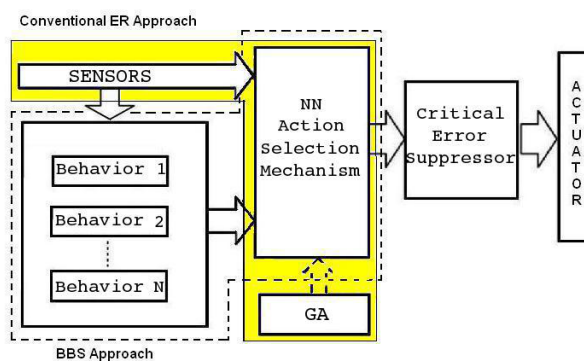 Conventional ER Approach
SENSORS
Behavior 1
Behavior 2
Behavior N
BBS Approach
NN
Action
Selection
Mechanism
GA
Critical
Error
Suppressor
ACTUATOR